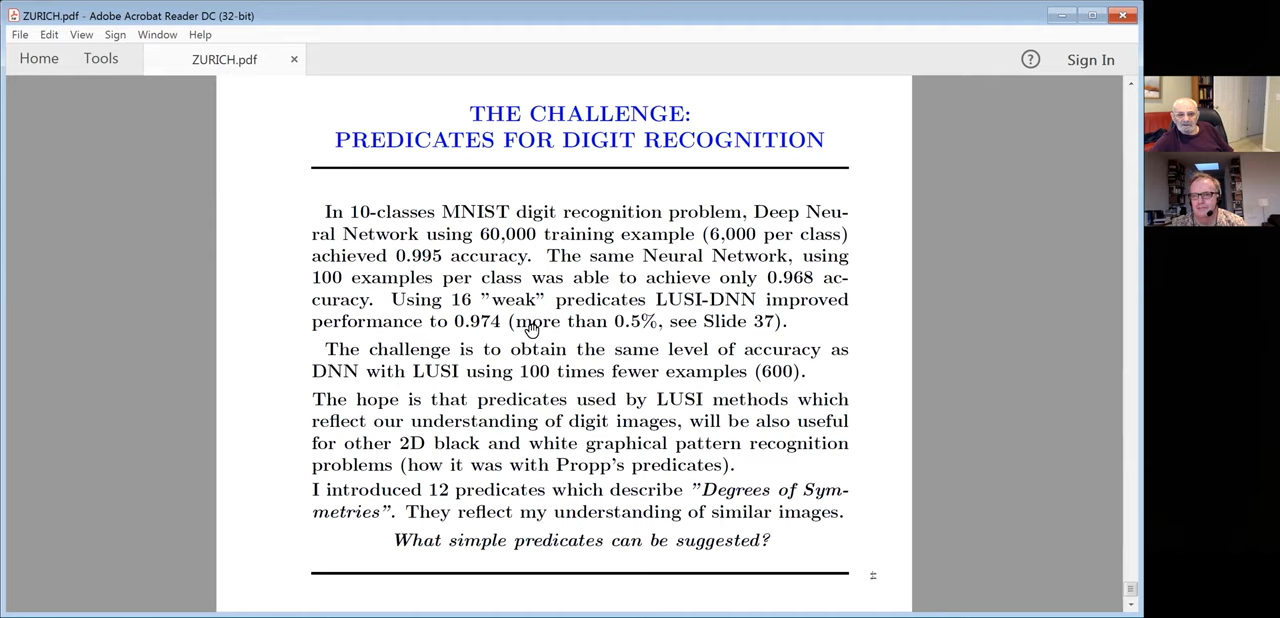 ZURICH.pdf - Adobe Acrobat Reader DC (32-bit)
File Edit View Sign Window Help
Home Tools ZURICH.pdf × ? Sign In
THE CHALLENGE:
PREDICATES FOR DIGIT RECOGNITION
In 10-classes MNIST digit recognition problem, Deep Neu-
ral Network using 60,000 training example (6,000 per class)
achieved 0.995 accuracy. The same Neural Network, using
100 examples per class was able to achieve only 0.968 ac-
curacy. Using 16 "weak" predicates LUSI-DNN improved
performance to 0.974 (more than 0.5%, see Slide 37).
The challenge is to obtain the same level of accuracy as
DNN with LUSI using 100 times fewer examples (600).
The hope is that predicates used by LUSI methods which
reflect our understanding of digit images, will be also useful
for other 2D black and white graphical pattern recognition
problems (how it was with Propp's predicates).
I introduced 12 predicates which describe "Degrees of Sym-
metries". They reflect my understanding of similar images.
What simple predicates can be suggested?